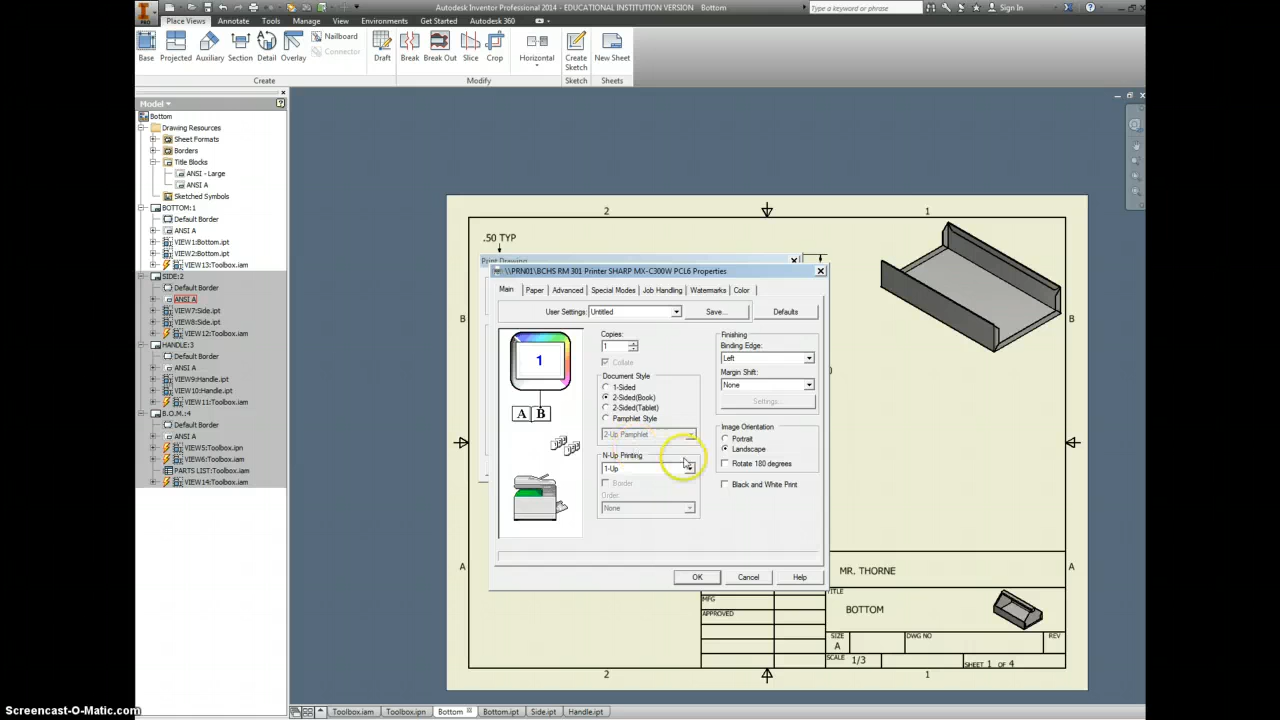 Autodesk Inventor Professional 2014 - EDUCATIONAL INSTITUTION VERSION Bottom
Type a keyword or phrase
Sign In
PRO
Place Views Annotate Tools Manage View Environments Get Started Autodesk 360
Base Projected Auxiliary Section Detail Overlay
Nailboard
Connector
Draft Break Break Out Slice Crop Horizontal
Create Sketch
New Sheet
Create Modify Sketch Sheets
Model
Bottom
Drawing Resources
Sheet Formats
Borders
Title Blocks
ANSI - Large
ANSI A
Sketched Symbols
BOTTOM:1
Default Border
ANSI A
VIEW1:Bottom.ipt
VIEW2:Bottom.ipt
VIEW13:Toolbox.iam
SIDE:2
Default Border
ANSI A
VIEW7:Side.ipt
VIEW8:Side.ipt
VIEW12:Toolbox.iam
HANDLE:3
Default Border
ANSI A
VIEW9:Handle.ipt
VIEW10:Handle.ipt
VIEW11:Toolbox.iam
B.O.M.:4
Default Border
ANSI A
VIEW5:Toolbox.ipn
VIEW6:Toolbox.iam
PARTS LIST:Toolbox.iam
VIEW14:Toolbox.iam
2 1
.50 TYP
Print Drawing
\\PRN01\BCHS RM 301 Printer SHARP MX-C300W PCL6 Properties
Main Paper Advanced Special Modes Job Handling Watermarks Color
User Settings: Untitled Save... Defaults
1
A B
Copies:
1
Collate
Document Style
1-Sided
2-Sided(Book)
2-Sided(Tablet)
Pamphlet Style
2-Up Pamphlet
N-Up Printing
1-Up
Border
Order:
None
Finishing
Binding Edge:
Left
Margin Shift:
None
Settings...
Image Orientation
Portrait
Landscape
Rotate 180 degrees
Black and White Print
OK Cancel Help
B B
A A
MR. THORNE
MFG
APPROVED
TITLE
BOTTOM
SIZE
A
DWG NO
REV
SCALE 1/3
SHEET 1 OF 4
2 1
Toolbox.iam Toolbox.ipn Bottom Bottom.ipt Side.ipt Handle.ipt
Screencast-O-Matic.com